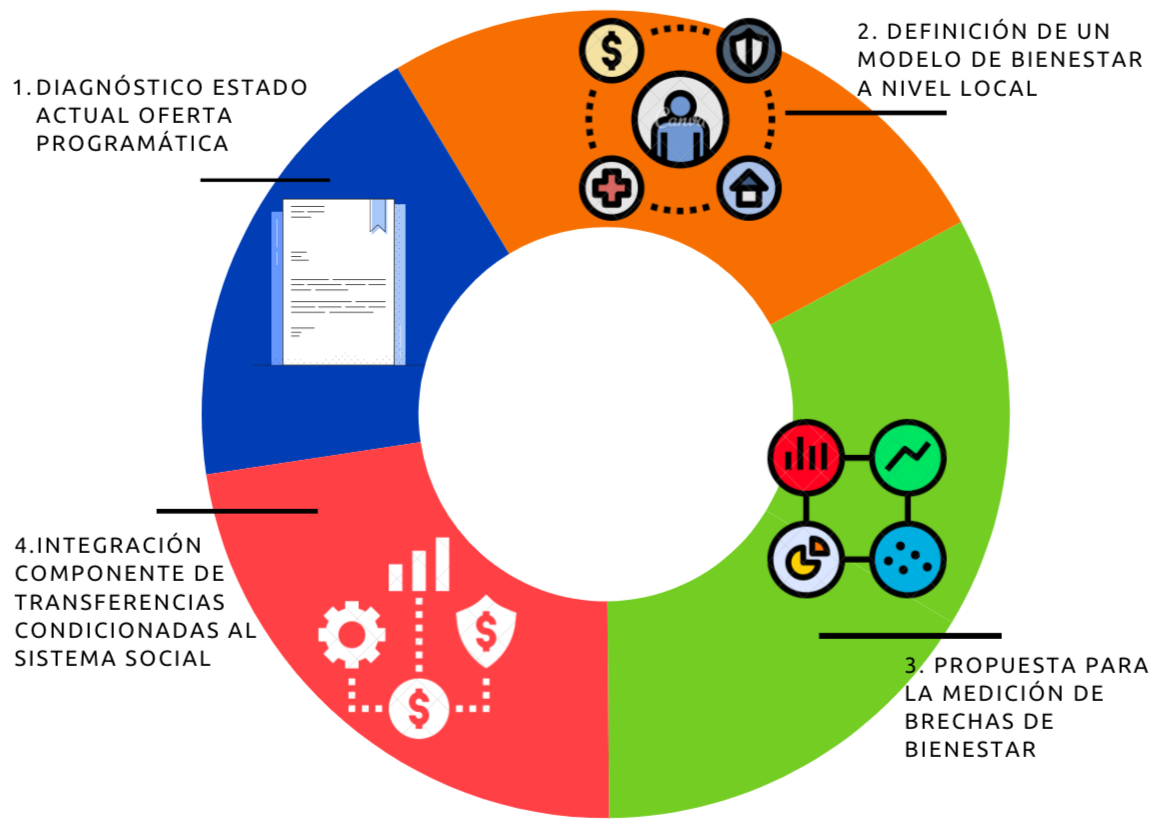 1.DIAGNÓSTICO ESTADO
ACTUAL OFERTA
PROGRAMÁTICA
2. DEFINICIÓN DE UN
MODELO DE BIENESTAR
A NIVEL LOCAL
$
Canva
3. PROPUESTA PARA
LA MEDICIÓN DE
BRECHAS DE
BIENESTAR
4.INTEGRACIÓN
COMPONENTE DE
TRANSFERENCIAS
CONDICIONADAS AL
SISTEMA SOCIAL
$
$